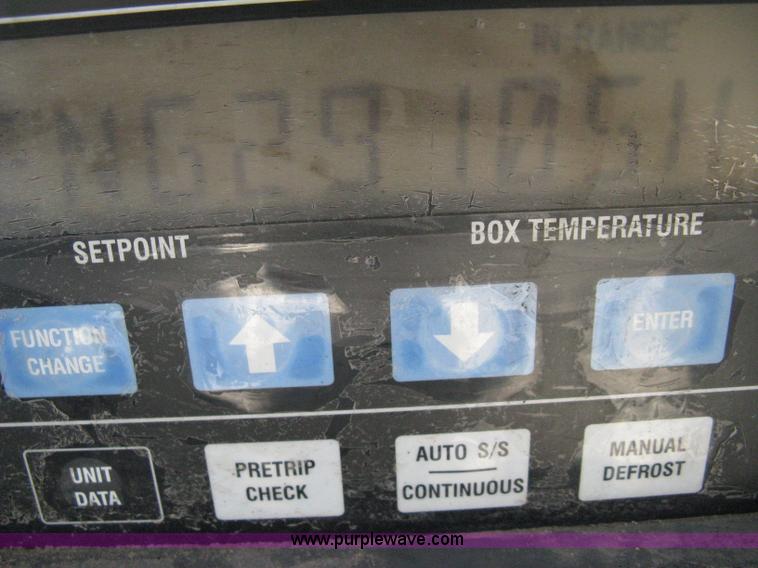 IN-RANGE
SETPOINT
BOX TEMPERATURE
FUNCTION
CHANGE
ENTER
UNIT
DATA
PRETRIP
CHECK
AUTO S/S
CONTINUOUS
MANUAL
DEFROST
www.purplewave.com